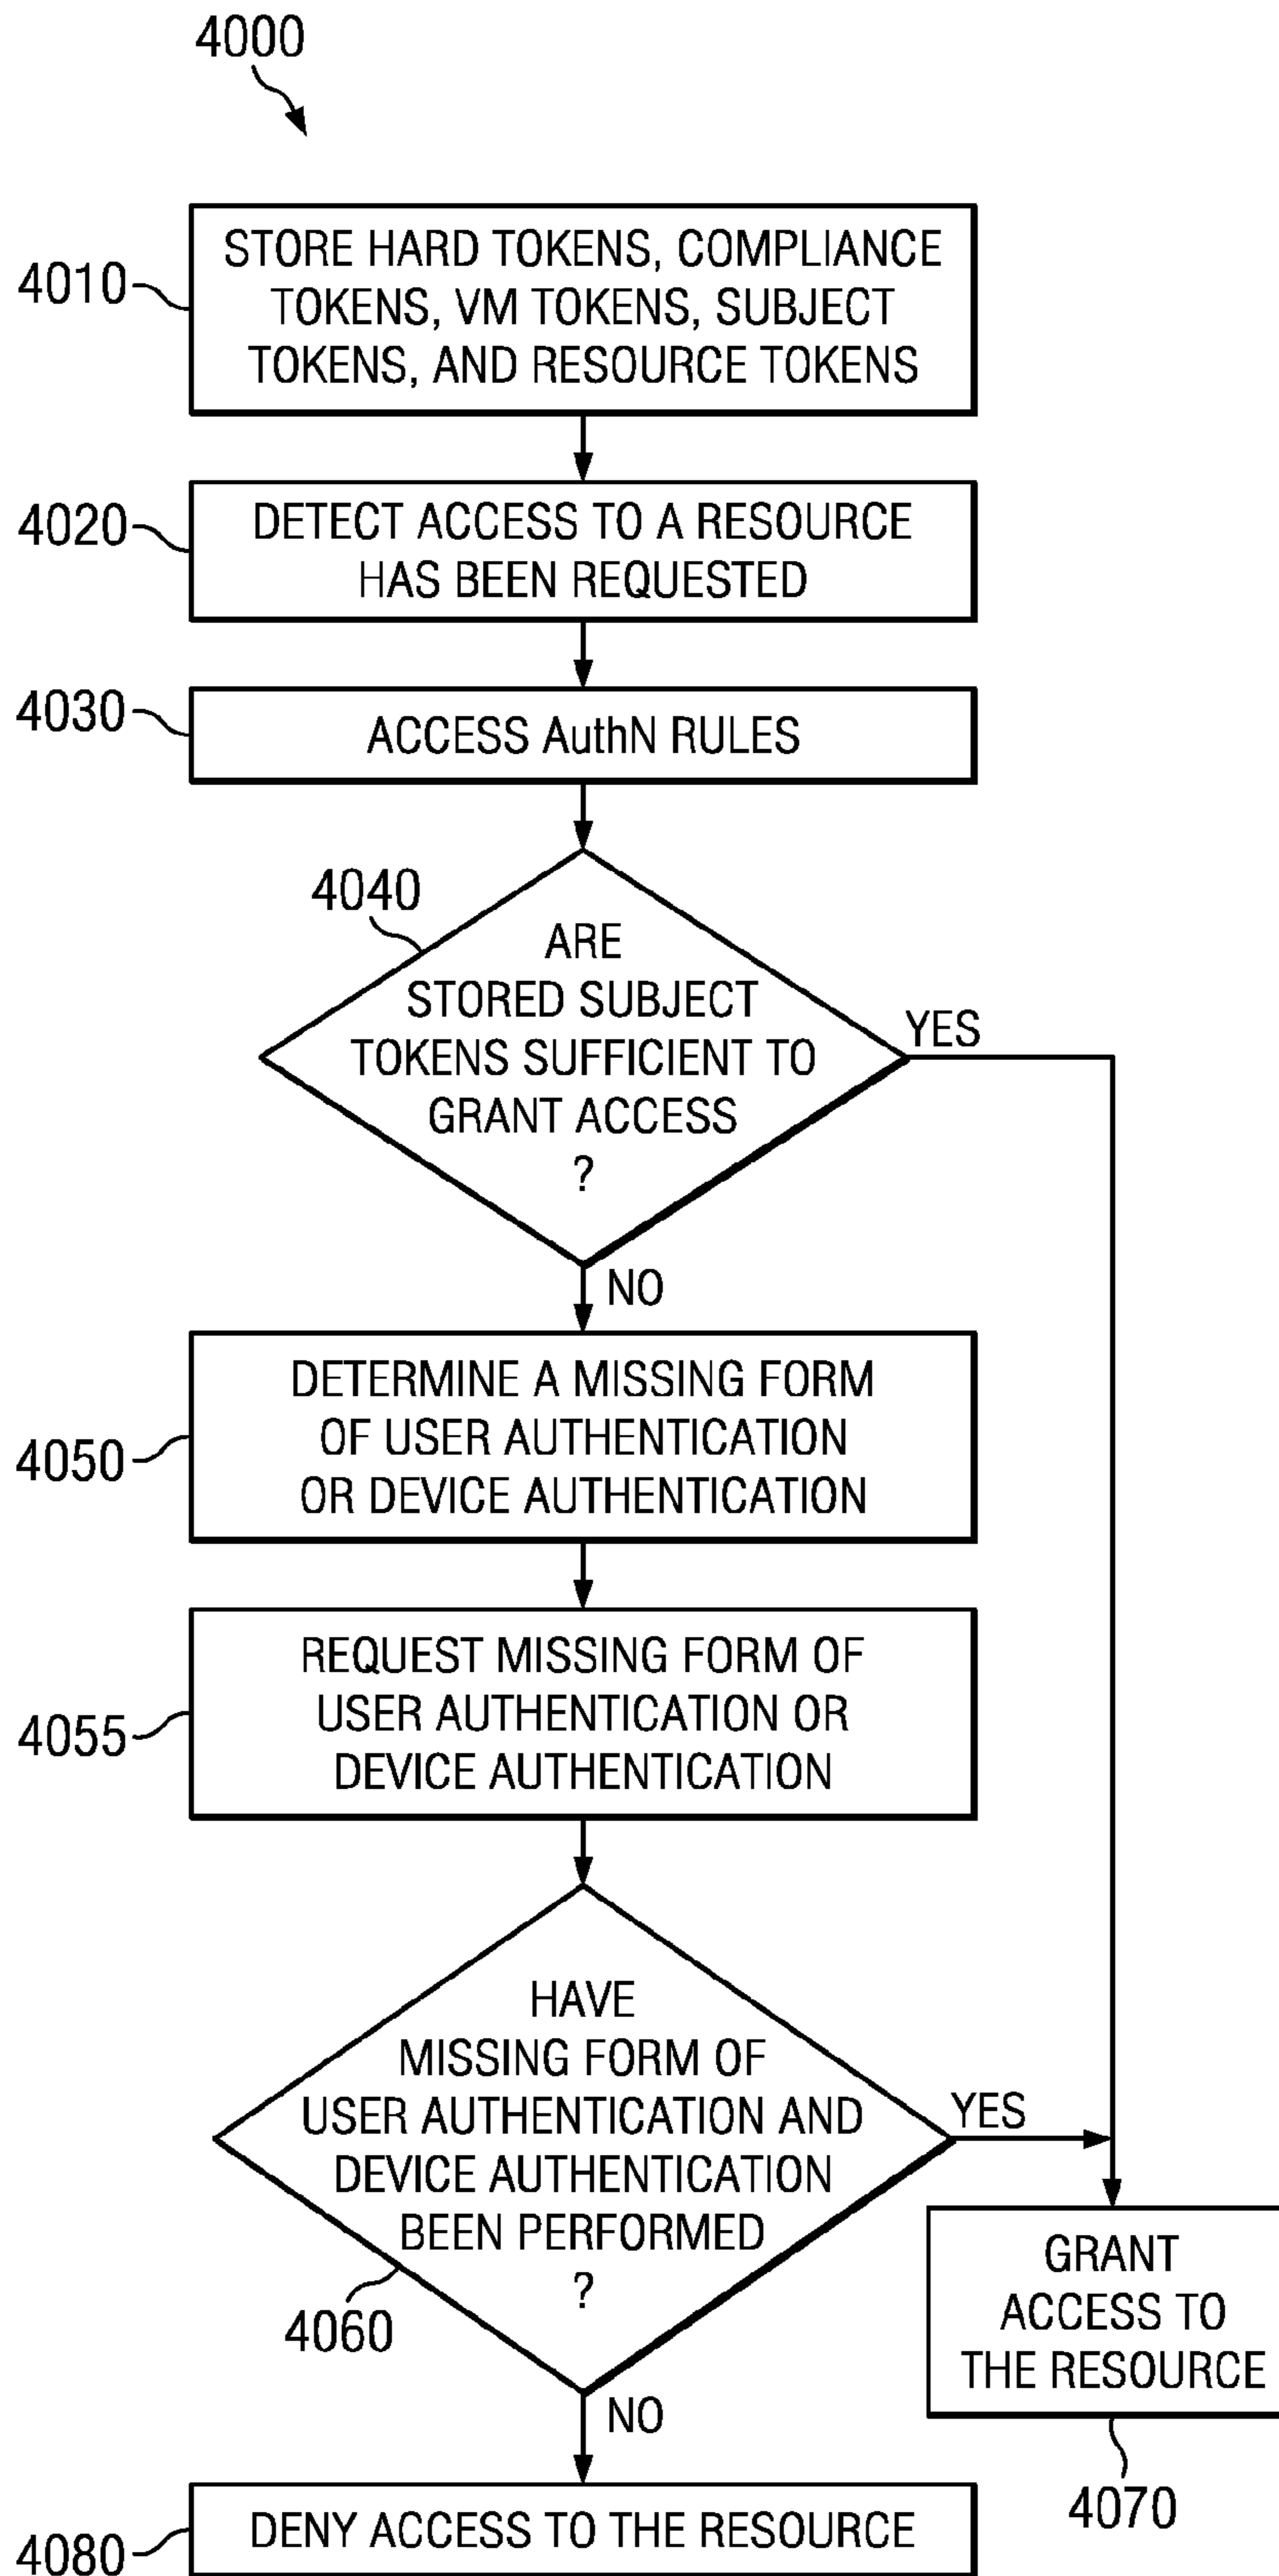 4000
4010
STORE HARD TOKENS, COMPLIANCE
TOKENS, VM TOKENS, SUBJECT
TOKENS, AND RESOURCE TOKENS
4020
DETECT ACCESS TO A RESOURCE
HAS BEEN REQUESTED
4030
ACCESS AuthN RULES
4040
ARE
STORED SUBJECT
TOKENS SUFFICIENT TO
GRANT ACCESS
?
YES
NO
4050
DETERMINE A MISSING FORM
OF USER AUTHENTICATION
OR DEVICE AUTHENTICATION
4055
REQUEST MISSING FORM OF
USER AUTHENTICATION OR
DEVICE AUTHENTICATION
HAVE
MISSING FORM OF
USER AUTHENTICATION AND
DEVICE AUTHENTICATION
BEEN PERFORMED
?
4060
YES
NO
GRANT
ACCESS TO
THE RESOURCE
4070
4080
DENY ACCESS TO THE RESOURCE